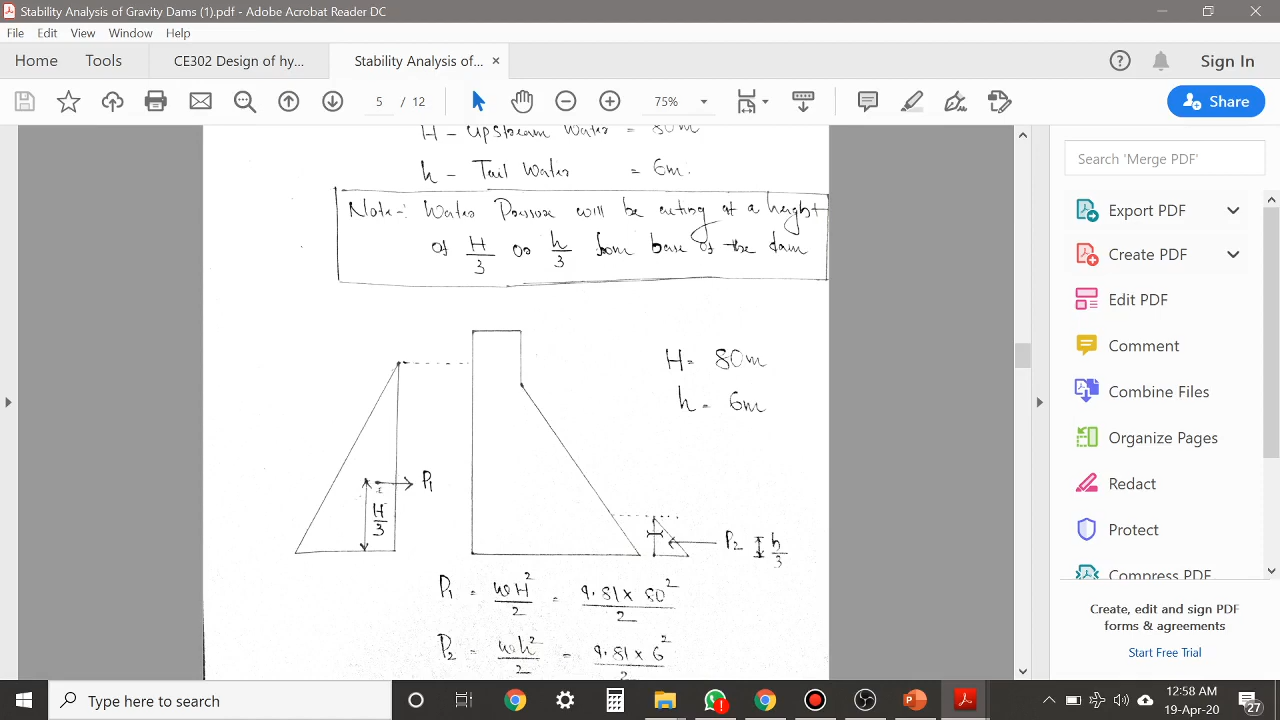 Stability Analysis of Gravity Dams (1).pdf - Adobe Acrobat Reader DC
File Edit View Window Help
Home Tools CE302 Design of hy... Stability Analysis of... ×
? Sign In
5 / 12 75% Share
H - Upstream Water = 80m
h - Tail Water = 6m.
Note:- Water Pressure will be acting at a height
of H/3 or h/3 from base of the dam
H = 80m
h = 6m
P1
H/3
P2 h/3
P1 = wH²/2 = 9.81 x 80²/2
P2 = wh²/2 = 9.81 x 6²/2
Search 'Merge PDF'
Export PDF
Create PDF
Edit PDF
Comment
Combine Files
Organize Pages
Redact
Protect
Compress PDF
Create, edit and sign PDF
forms & agreements
Start Free Trial
Type here to search
12:58 AM
19-Apr-20
27